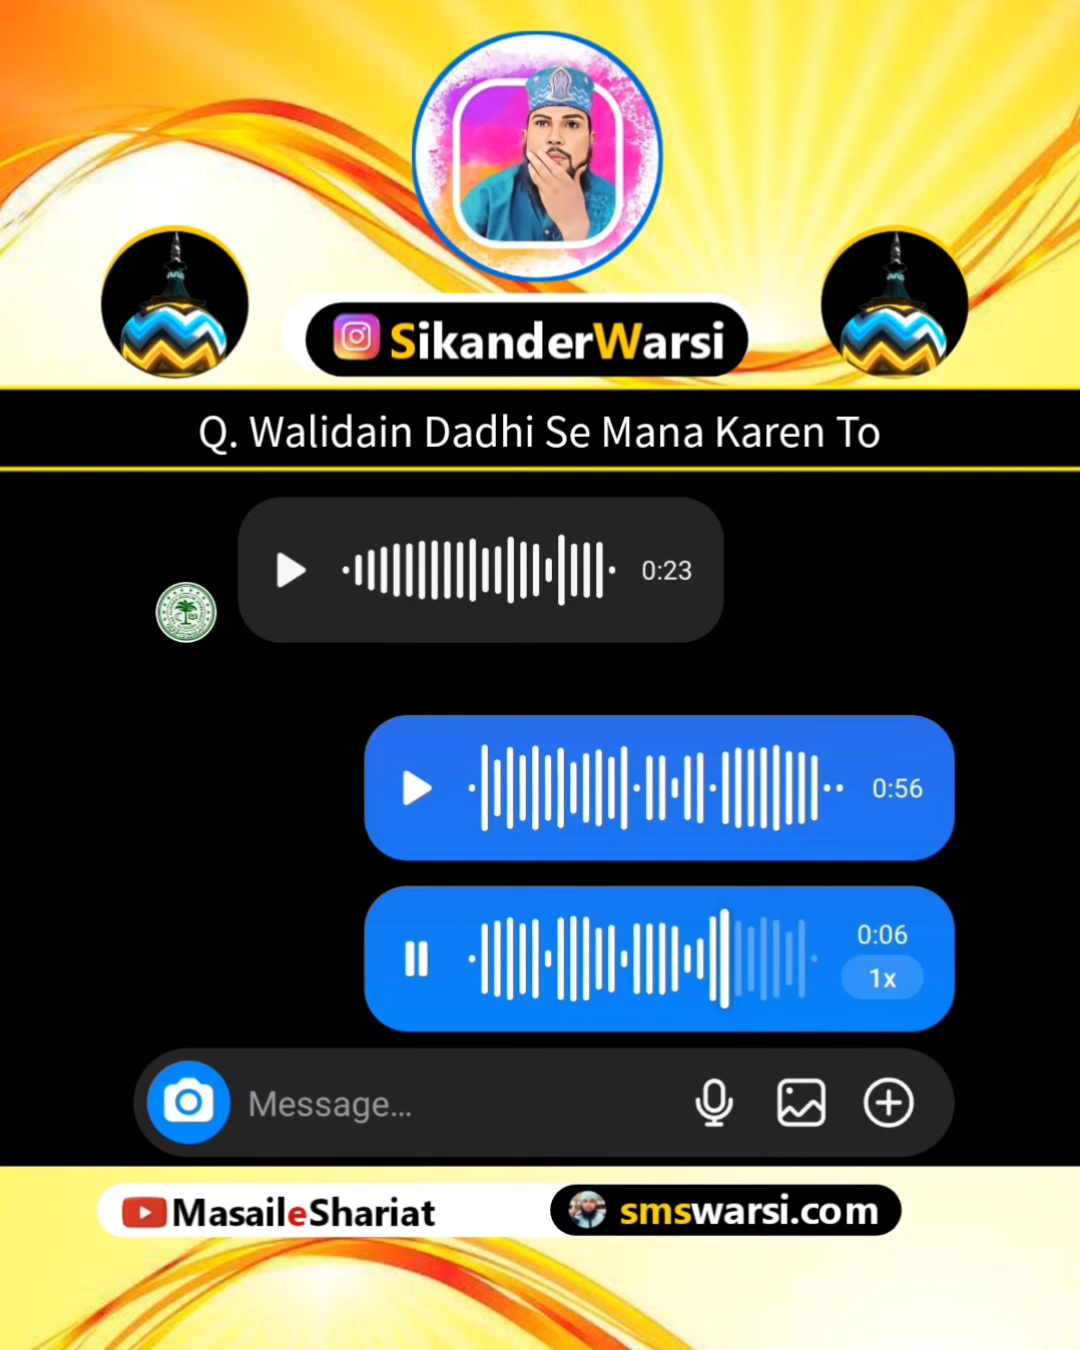 SikanderWarsi
Q. Walidain Dadhi Se Mana Karen To
0:23
0:56
0:06
1x
Message...
MasaileShariat
smswarsi.com